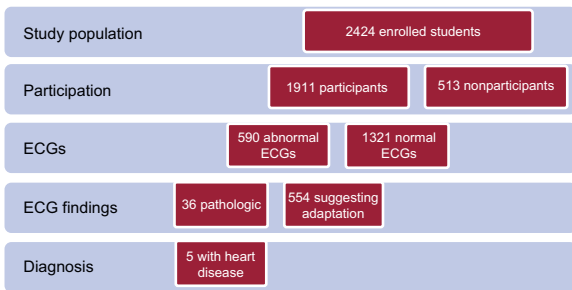 Study population
2424 enrolled students
Participation
1911 participants
513 nonparticipants
ECGs
590 abnormal
ECGs
1321 normal
ECGs
ECG findings
36 pathologic
554 suggesting
adaptation
Diagnosis
5 with heart
disease